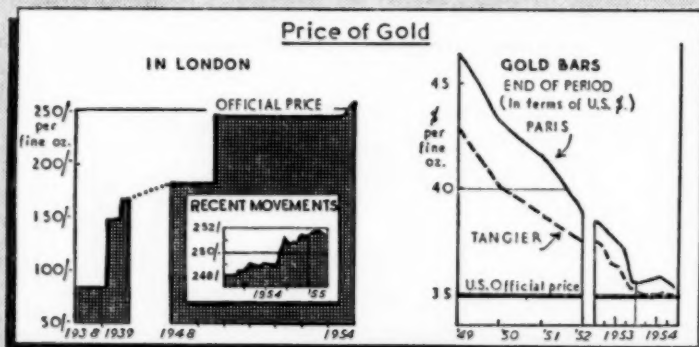 Price of Gold
IN LONDON
250/-
per
fine oz.
200/-
150/-
100/-
50/-
OFFICIAL PRICE
RECENT MOVEMENTS
252/-
250/-
248/-
1954 '55
1938 1939 1948 1954
GOLD BARS
END OF PERIOD
(In terms of U.S. $.)
PARIS
45
$ per
fine oz.
40
TANGIER
U.S. Official price
35
'49 '50 '51 '52 1953 1954